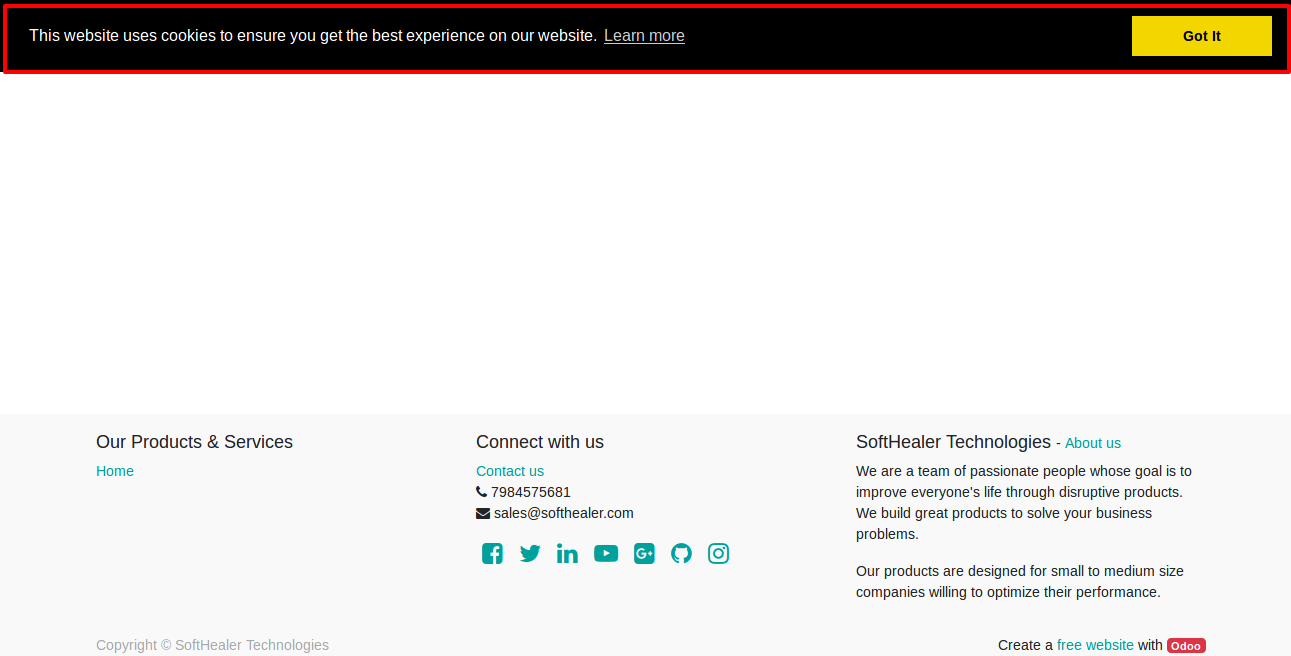 This website uses cookies to ensure you get the best experience on our website. Learn more
Got It
Our Products & Services
Home
Connect with us
Contact us
7984575681
sales@softhealer.com
SoftHealer Technologies - About us
We are a team of passionate people whose goal is to
improve everyone's life through disruptive products.
We build great products to solve your business
problems.
Our products are designed for small to medium size
companies willing to optimize their performance.
Copyright © SoftHealer Technologies
Create a free website with Odoo